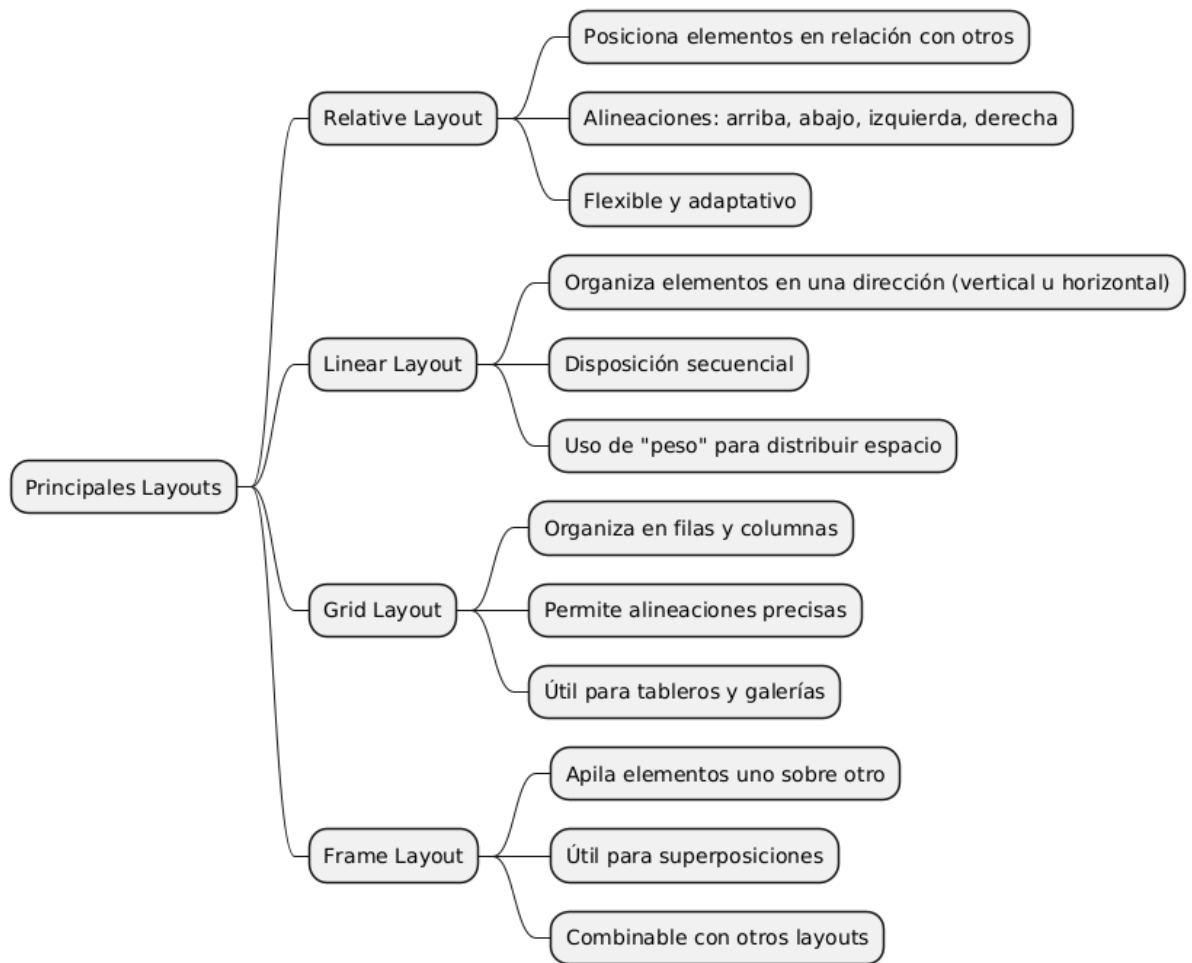 Principales Layouts
Relative Layout
Posiciona elementos en relación con otros
Alineaciones: arriba, abajo, izquierda, derecha
Flexible y adaptativo
Linear Layout
Organiza elementos en una dirección (vertical u horizontal)
Disposición secuencial
Uso de "peso" para distribuir espacio
Grid Layout
Organiza en filas y columnas
Permite alineaciones precisas
Útil para tableros y galerías
Frame Layout
Apila elementos uno sobre otro
Útil para superposiciones
Combinable con otros layouts